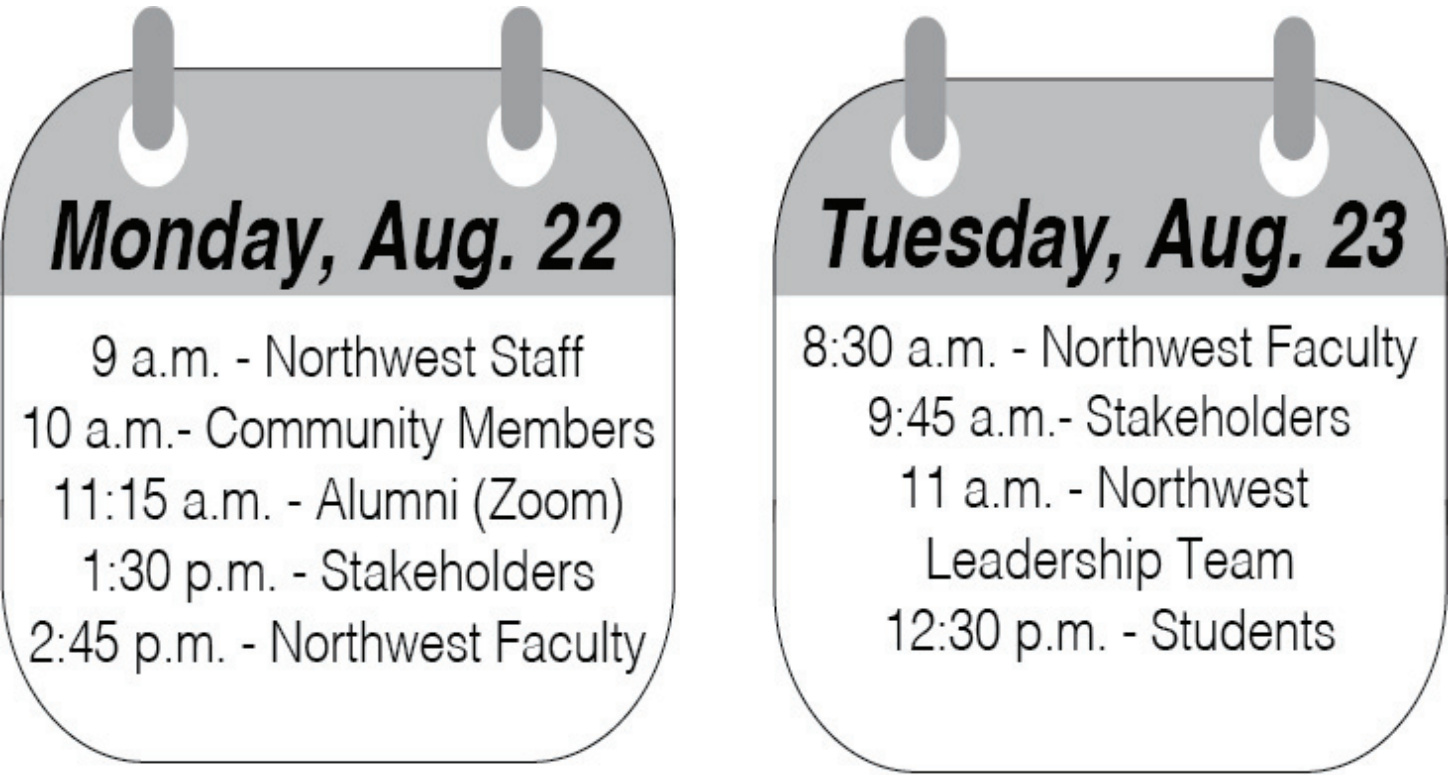 Monday, Aug. 22
9 a.m. - Northwest Staff
10 a.m.- Community Members
11:15 a.m. - Alumni (Zoom)
1:30 p.m. - Stakeholders
2:45 p.m. - Northwest Faculty
Tuesday, Aug. 23
8:30 a.m. - Northwest Faculty
9:45 a.m.- Stakeholders
11 a.m. - Northwest
Leadership Team
12:30 p.m. - Students